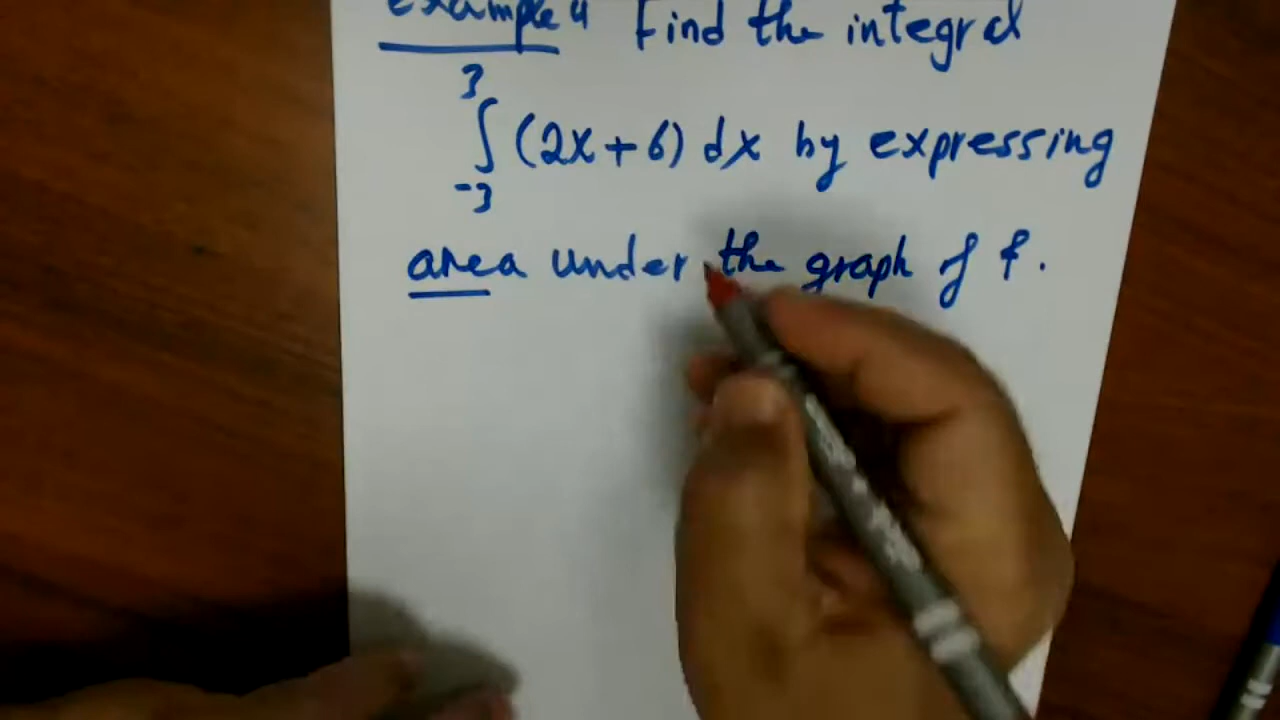 example 4 Find the integral
3
∫ (2x+6) dx by expressing
-3
area under the graph of f.